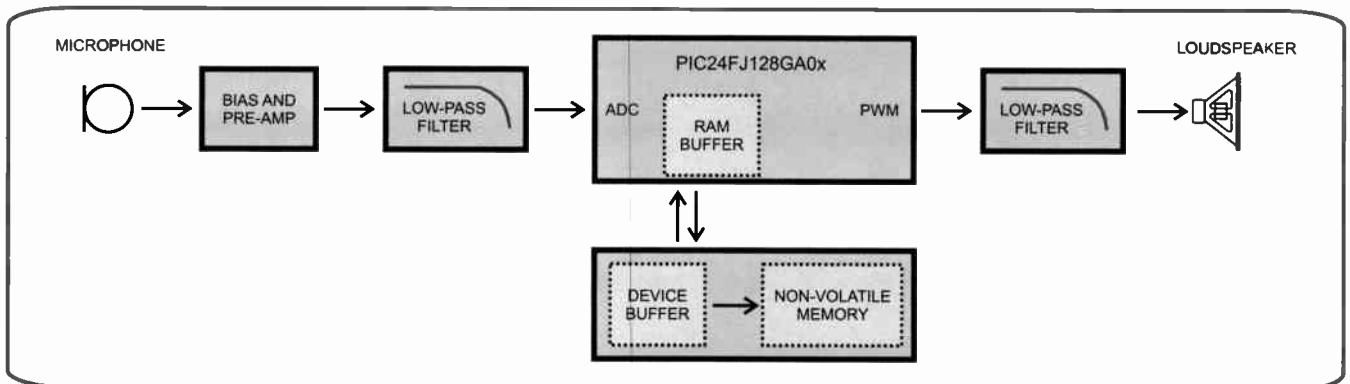 MICROPHONE
BIAS AND
PRE-AMP
LOW-PASS
FILTER
PIC24FJ128GA0x
ADC
RAM
BUFFER
PWM
LOW-PASS
FILTER
LOUDSPEAKER
DEVICE
BUFFER
NON-VOLATILE
MEMORY